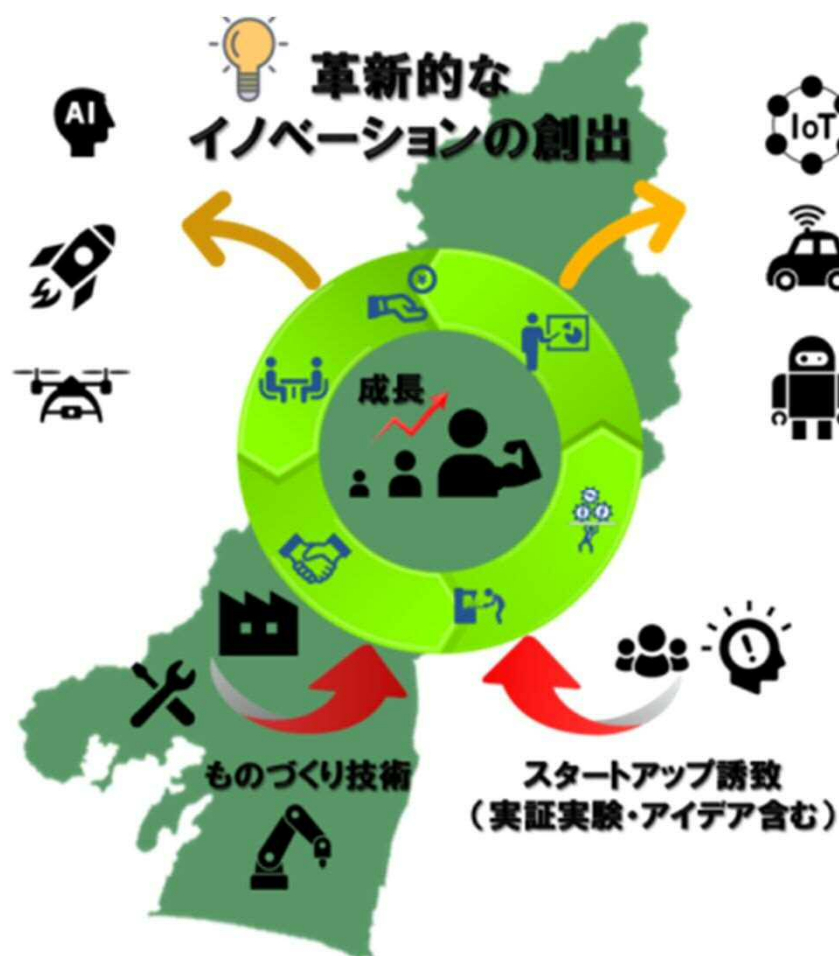 革新的な
イノベーションの創出
AI
IoT
¥
成長
ものづくり技術
スタートアップ誘致
(実証実験・アイデア含む)